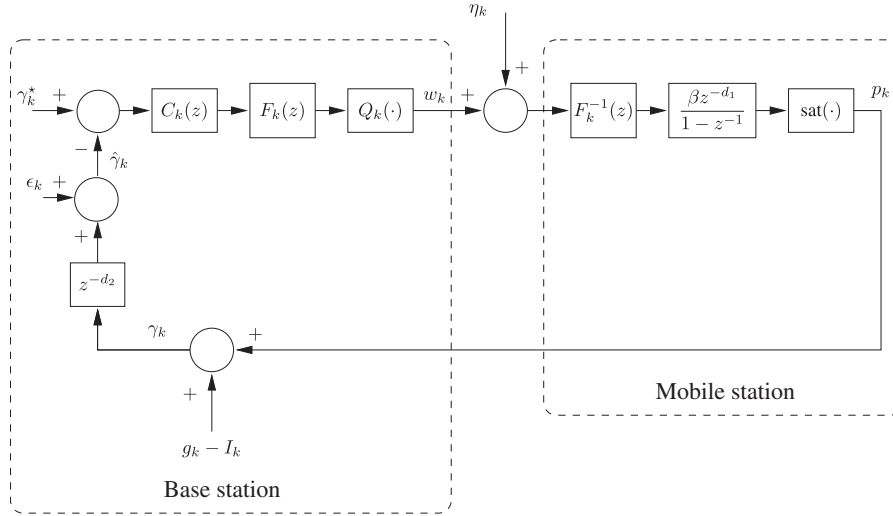 η_k
+
γ_k^⋆ +
C_k(z)
F_k(z)
Q_k(·)
w_k
+
F_k^{-1}(z)
βz^{-d_1}
1 − z^{-1}
sat(·)
p_k
−
γ̂_k
ϵ_k +
+
z^{-d_2}
γ_k
+
+
g_k − I_k
Mobile station
Base station